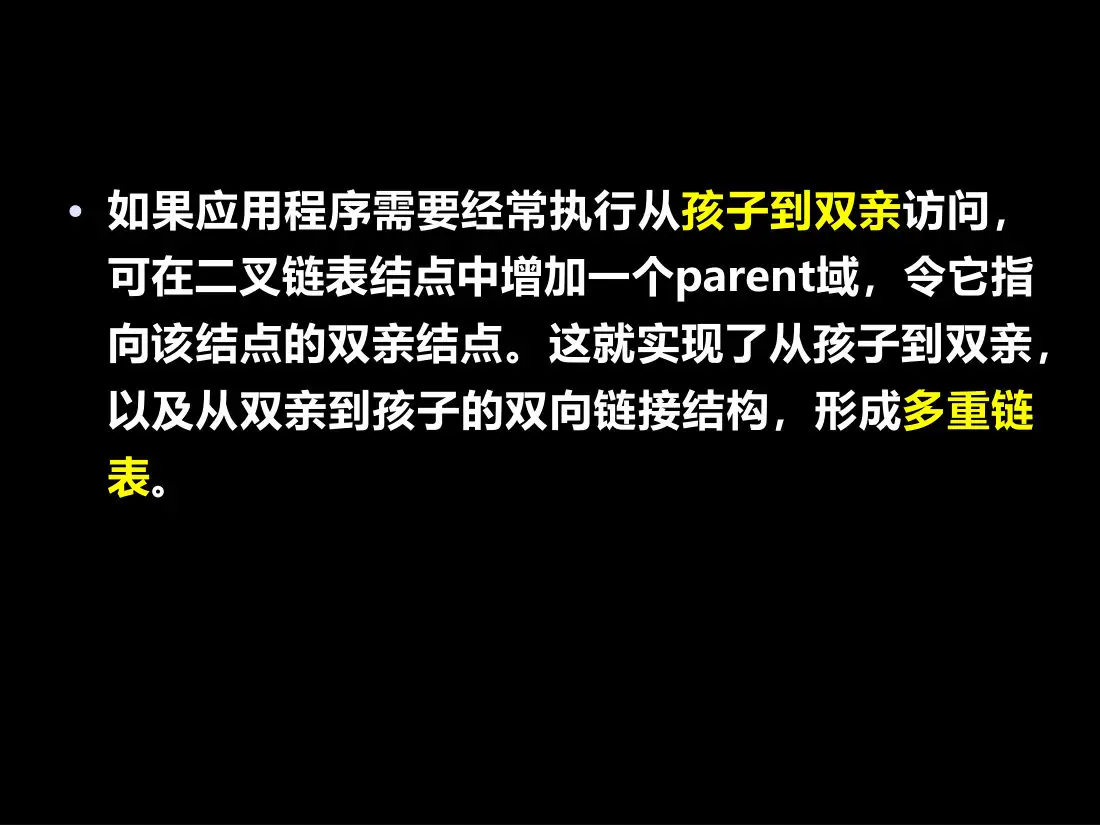 • 如果应用程序需要经常执行从孩子到双亲访问，
可在二叉链表结点中增加一个parent域，令它指
向该结点的双亲结点。这就实现了从孩子到双亲，
以及从双亲到孩子的双向链接结构，形成多重链
表。